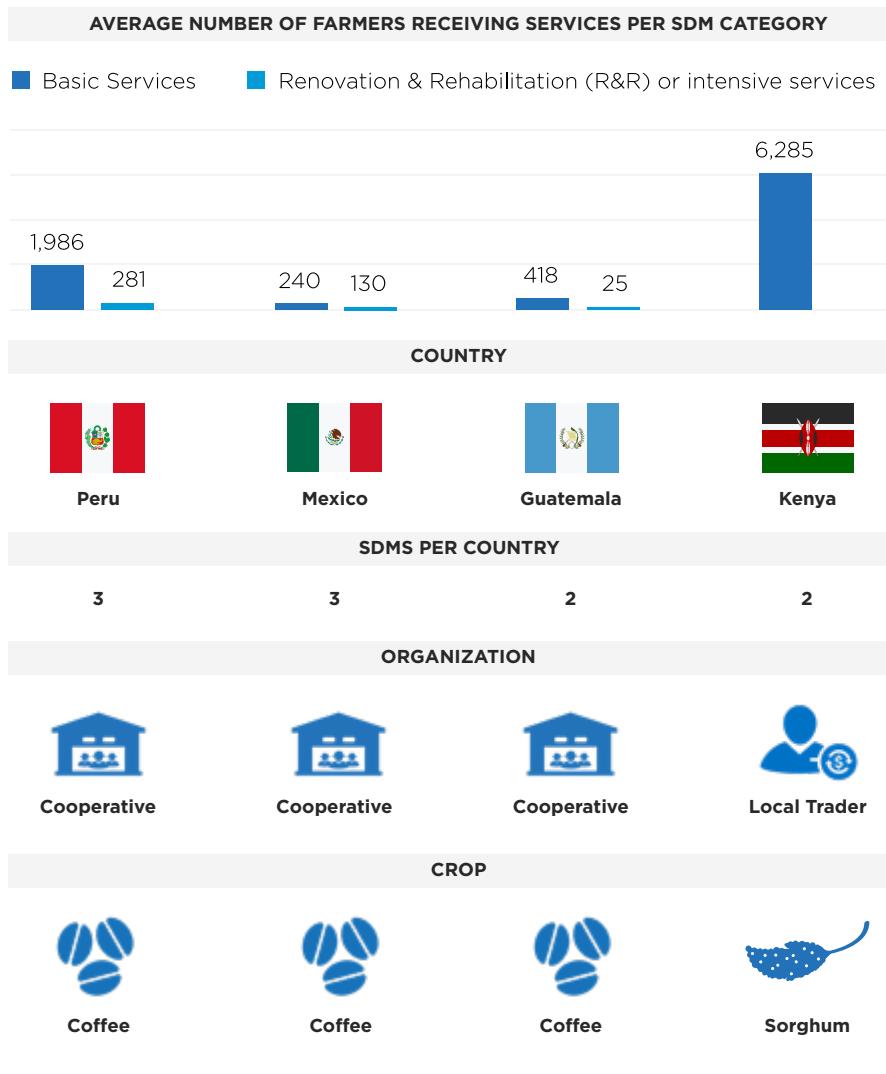 AVERAGE NUMBER OF FARMERS RECEIVING SERVICES PER SDM CATEGORY
Basic Services Renovation & Rehabilitation (R&R) or intensive services
6,285
1,986
281 240 130 418 25
COUNTRY
Peru Mexico Guatemala Kenya
SDMS PER COUNTRY
3 3 2 2
ORGANIZATION
Cooperative Cooperative Cooperative Local Trader
CROP
Coffee Coffee Coffee Sorghum